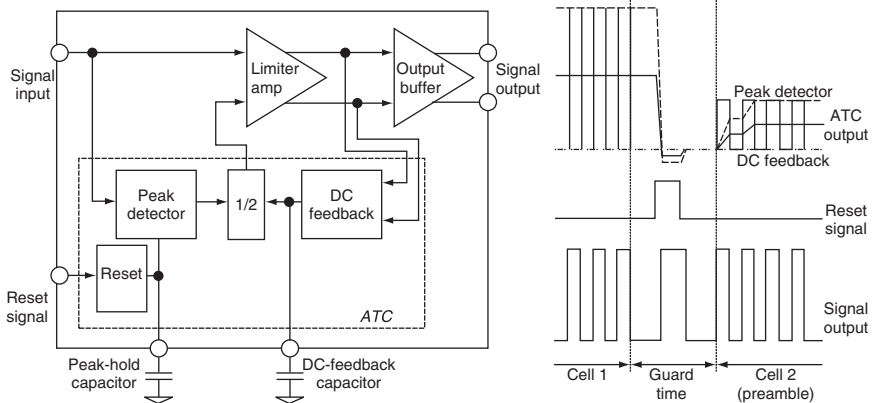 Signal
input
Limiter
amp
Output
buffer
Signal
output
Peak
detector
1/2
DC
feedback
Reset
ATC
Reset
signal
Peak-hold
capacitor
DC-feedback
capacitor
Peak detector
ATC
output
DC feedback
Reset
signal
Signal
output
Cell 1
Guard
time
Cell 2
(preamble)